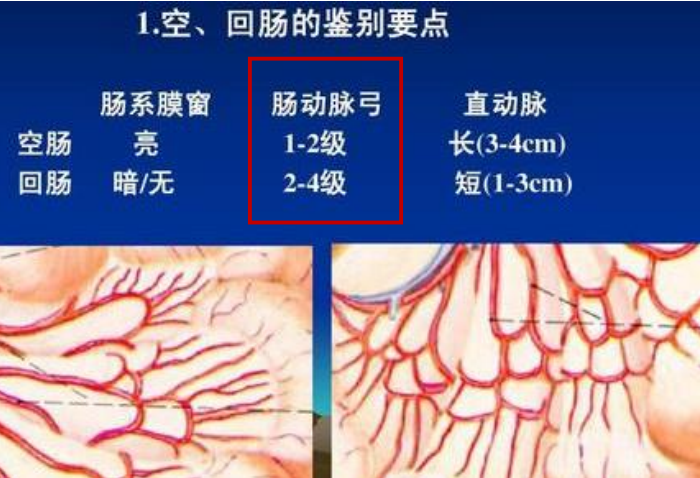 1.空、回肠的鉴别要点
肠系膜窗 肠动脉弓 直动脉
空肠 亮 1-2级 长(3-4cm)
回肠 暗/无 2-4级 短(1-3cm)